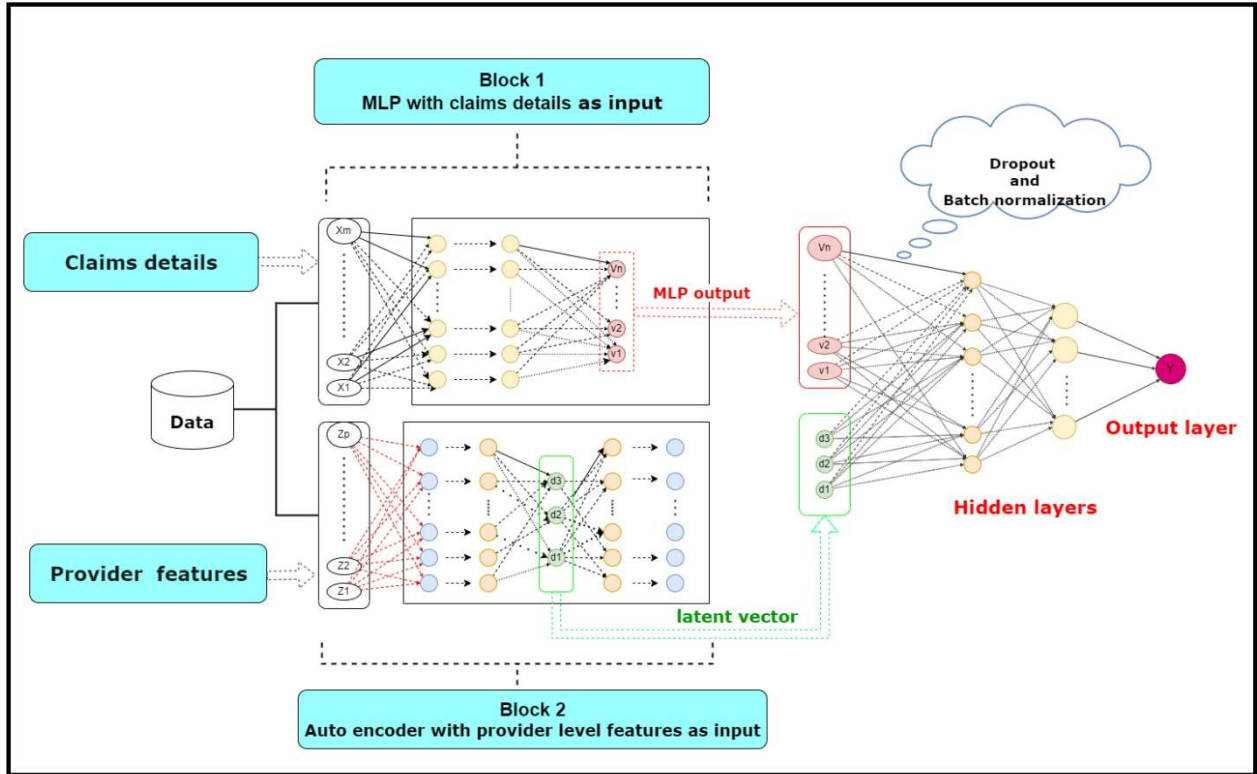 Block 1
MLP with claims details as input
Dropout
and
Batch normalization
Claims details
Xm
X2
X1
Vn
v2
v1
MLP output
Vn
v2
v1
Y
Output layer
Data
Zp
Z2
Z1
d3
d2
d1
d3
d2
d1
Hidden layers
Provider features
latent vector
Block 2
Auto encoder with provider level features as input